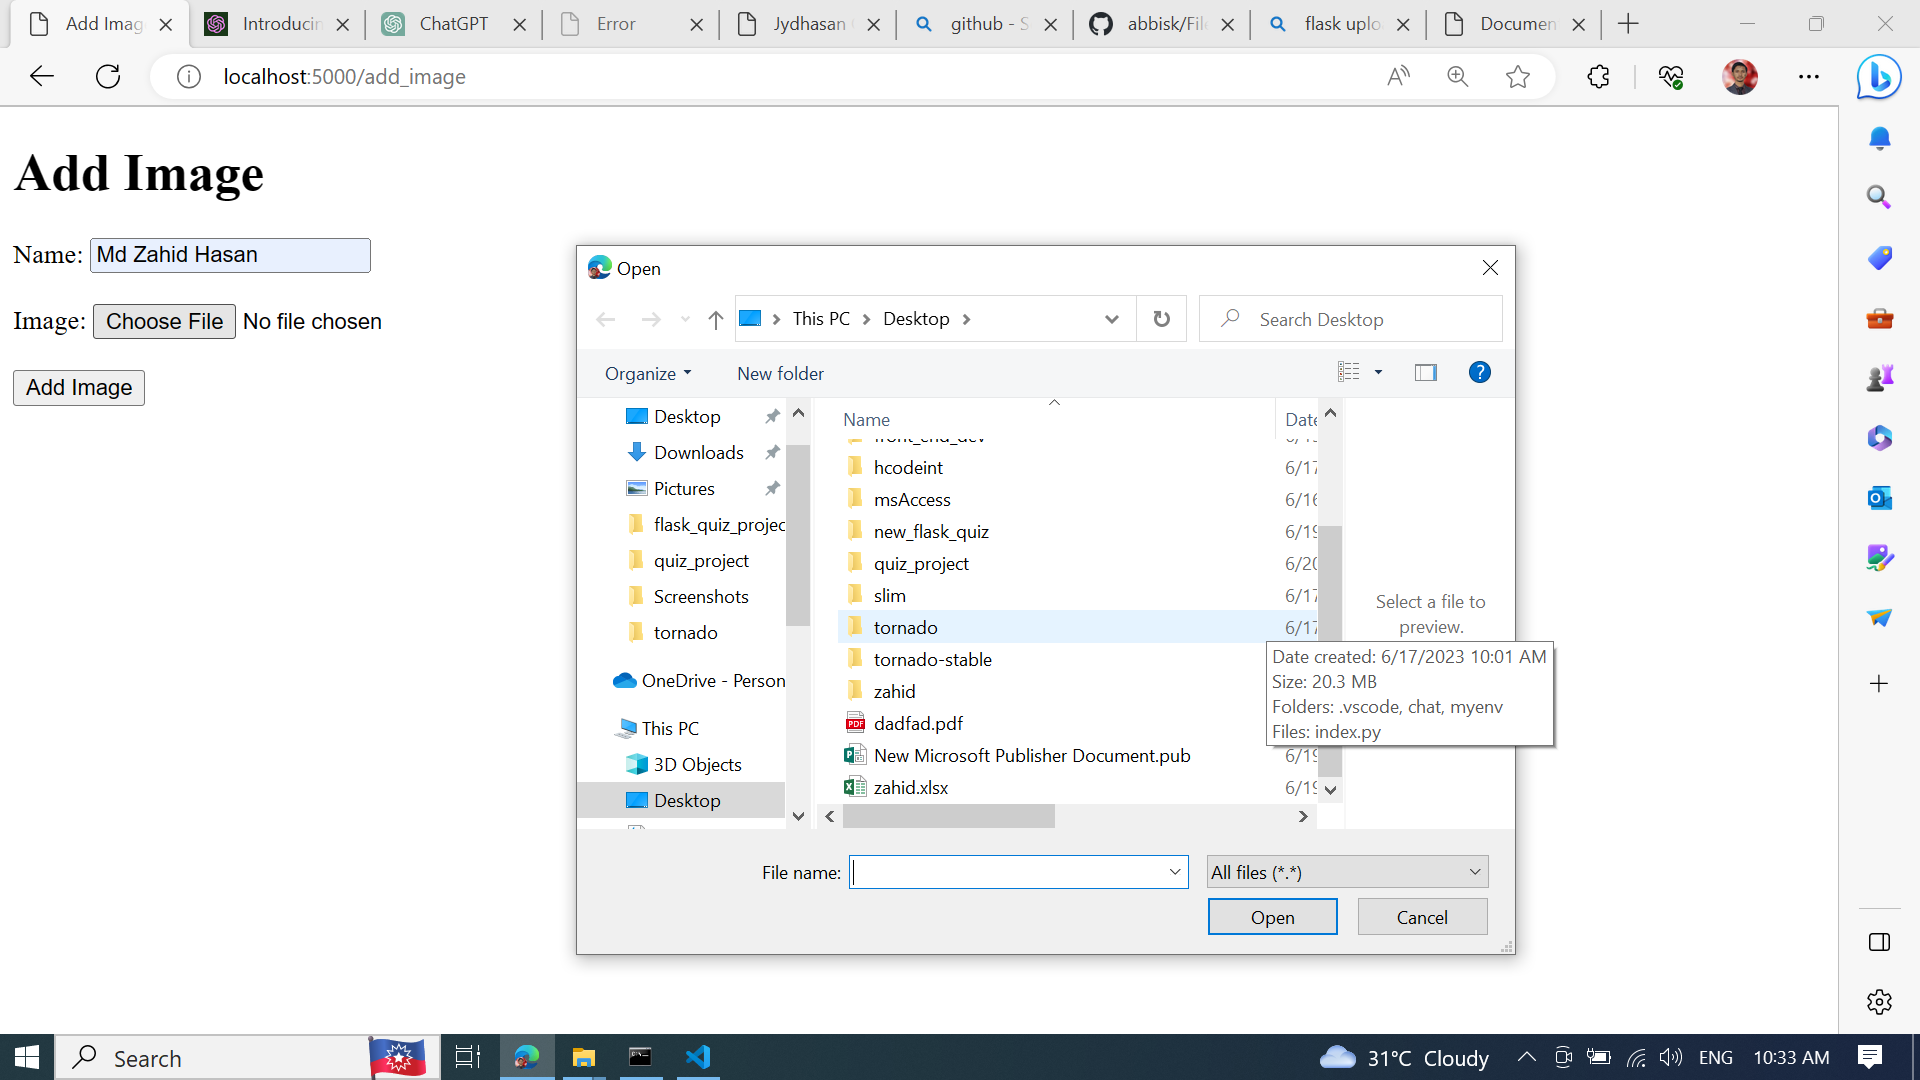 Add Imag
Introducin
ChatGPT
Error
Jydhasan
github - S
abbisk/Fil
flask uplo
Documen
localhost:5000/add_image
Add Image
Name: Md Zahid Hasan
Image: Choose File No file chosen
Add Image
Open
This PC > Desktop >
Search Desktop
Organize
New folder
Desktop
Downloads
Pictures
flask_quiz_projec
quiz_project
Screenshots
tornado
OneDrive - Person
This PC
3D Objects
Desktop
Name Date
front_end_dev
hcodeint 6/17
msAccess 6/16
new_flask_quiz 6/19
quiz_project 6/20
slim 6/17
tornado 6/17
tornado-stable
zahid
dadfad.pdf
New Microsoft Publisher Document.pub 6/19
zahid.xlsx 6/19
Select a file to
preview.
Date created: 6/17/2023 10:01 AM
Size: 20.3 MB
Folders: .vscode, chat, myenv
Files: index.py
File name:
All files (*.*)
Open
Cancel
Search
31°C Cloudy
ENG
10:33 AM